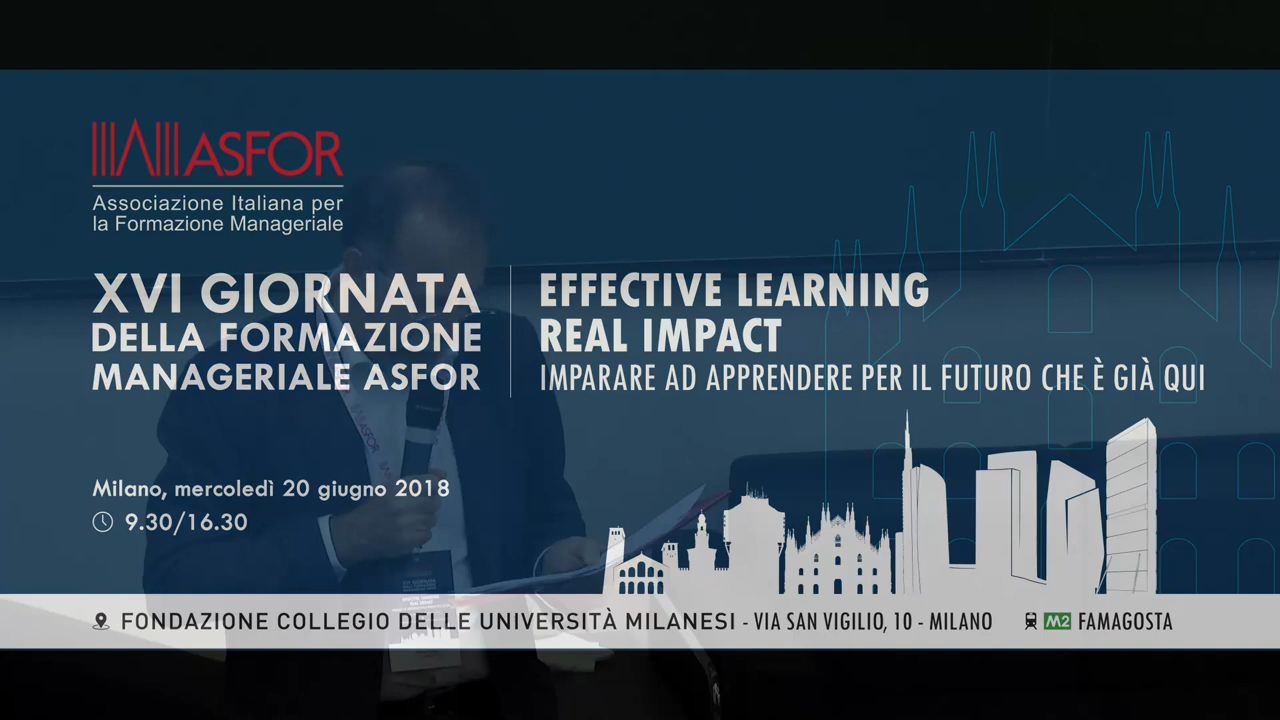 ASFOR
Associazione Italiana per
la Formazione Manageriale
XVI GIORNATA
DELLA FORMAZIONE
MANAGERIALE ASFOR
EFFECTIVE LEARNING
REAL IMPACT
IMPARARE AD APPRENDERE PER IL FUTURO CHE È GIÀ QUI
ASFOR
Milano, mercoledì 20 giugno 2018
9.30/16.30
FONDAZIONE COLLEGIO DELLE UNIVERSITÀ MILANESI - VIA SAN VIGILIO, 10 - MILANO M2 FAMAGOSTA